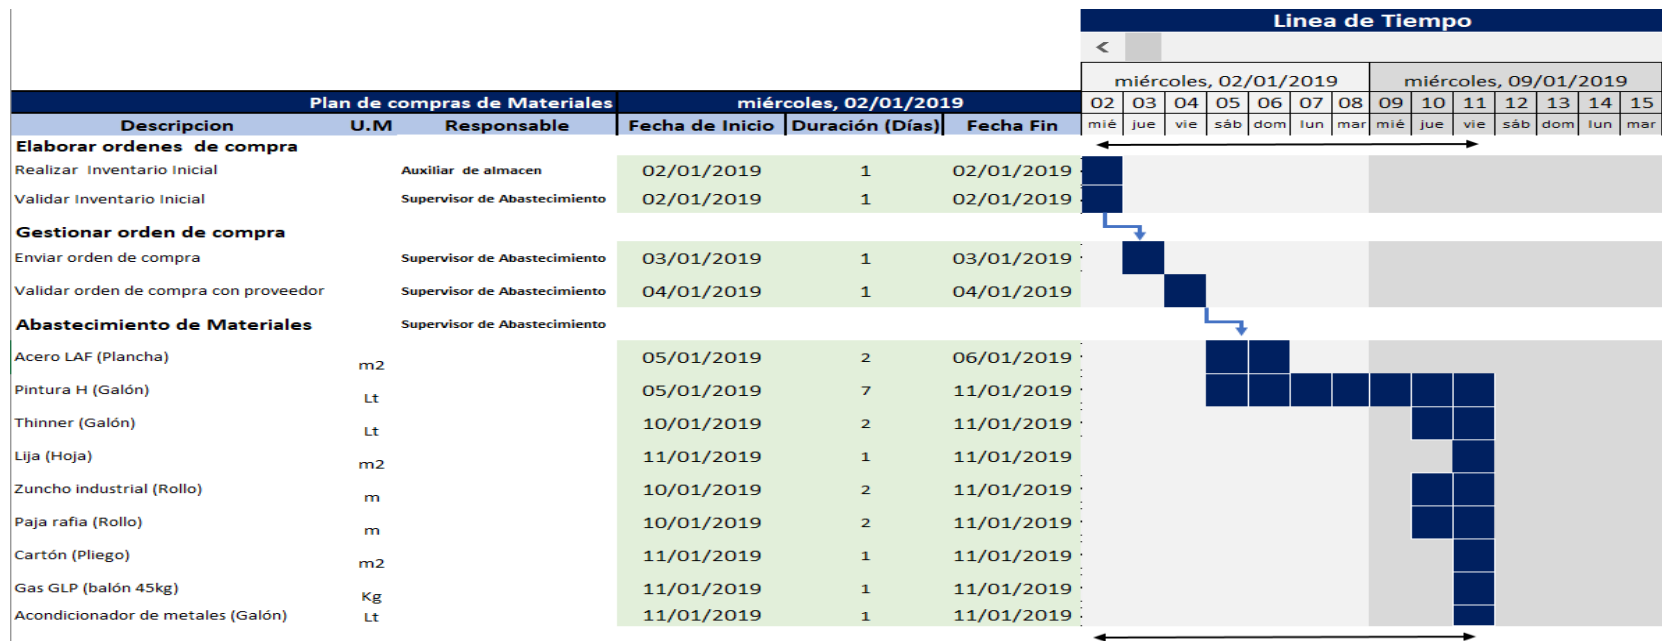 Linea de Tiempo
<
miércoles, 02/01/2019 miércoles, 09/01/2019
Plan de compras de Materiales miércoles, 02/01/2019 02 03 04 05 06 07 08 09 10 11 12 13 14 15
Descripcion U.M Responsable Fecha de Inicio Duración (Días) Fecha Fin mié jue vie sáb dom lun mar mié jue vie sáb dom lun mar
Elaborar ordenes de compra
Realizar Inventario Inicial Auxiliar de almacen 02/01/2019 1 02/01/2019
Validar Inventario Inicial Supervisor de Abastecimiento 02/01/2019 1 02/01/2019
Gestionar orden de compra
Enviar orden de compra Supervisor de Abastecimiento 03/01/2019 1 03/01/2019
Validar orden de compra con proveedor Supervisor de Abastecimiento 04/01/2019 1 04/01/2019
Abastecimiento de Materiales Supervisor de Abastecimiento
Acero LAF (Plancha) m2 05/01/2019 2 06/01/2019
Pintura H (Galón) Lt 05/01/2019 7 11/01/2019
Thinner (Galón) Lt 10/01/2019 2 11/01/2019
Lija (Hoja) m2 11/01/2019 1 11/01/2019
Zuncho industrial (Rollo) m 10/01/2019 2 11/01/2019
Paja rafia (Rollo) m 10/01/2019 2 11/01/2019
Cartón (Pliego) m2 11/01/2019 1 11/01/2019
Gas GLP (balón 45kg) Kg 11/01/2019 1 11/01/2019
Acondicionador de metales (Galón) Lt 11/01/2019 1 11/01/2019